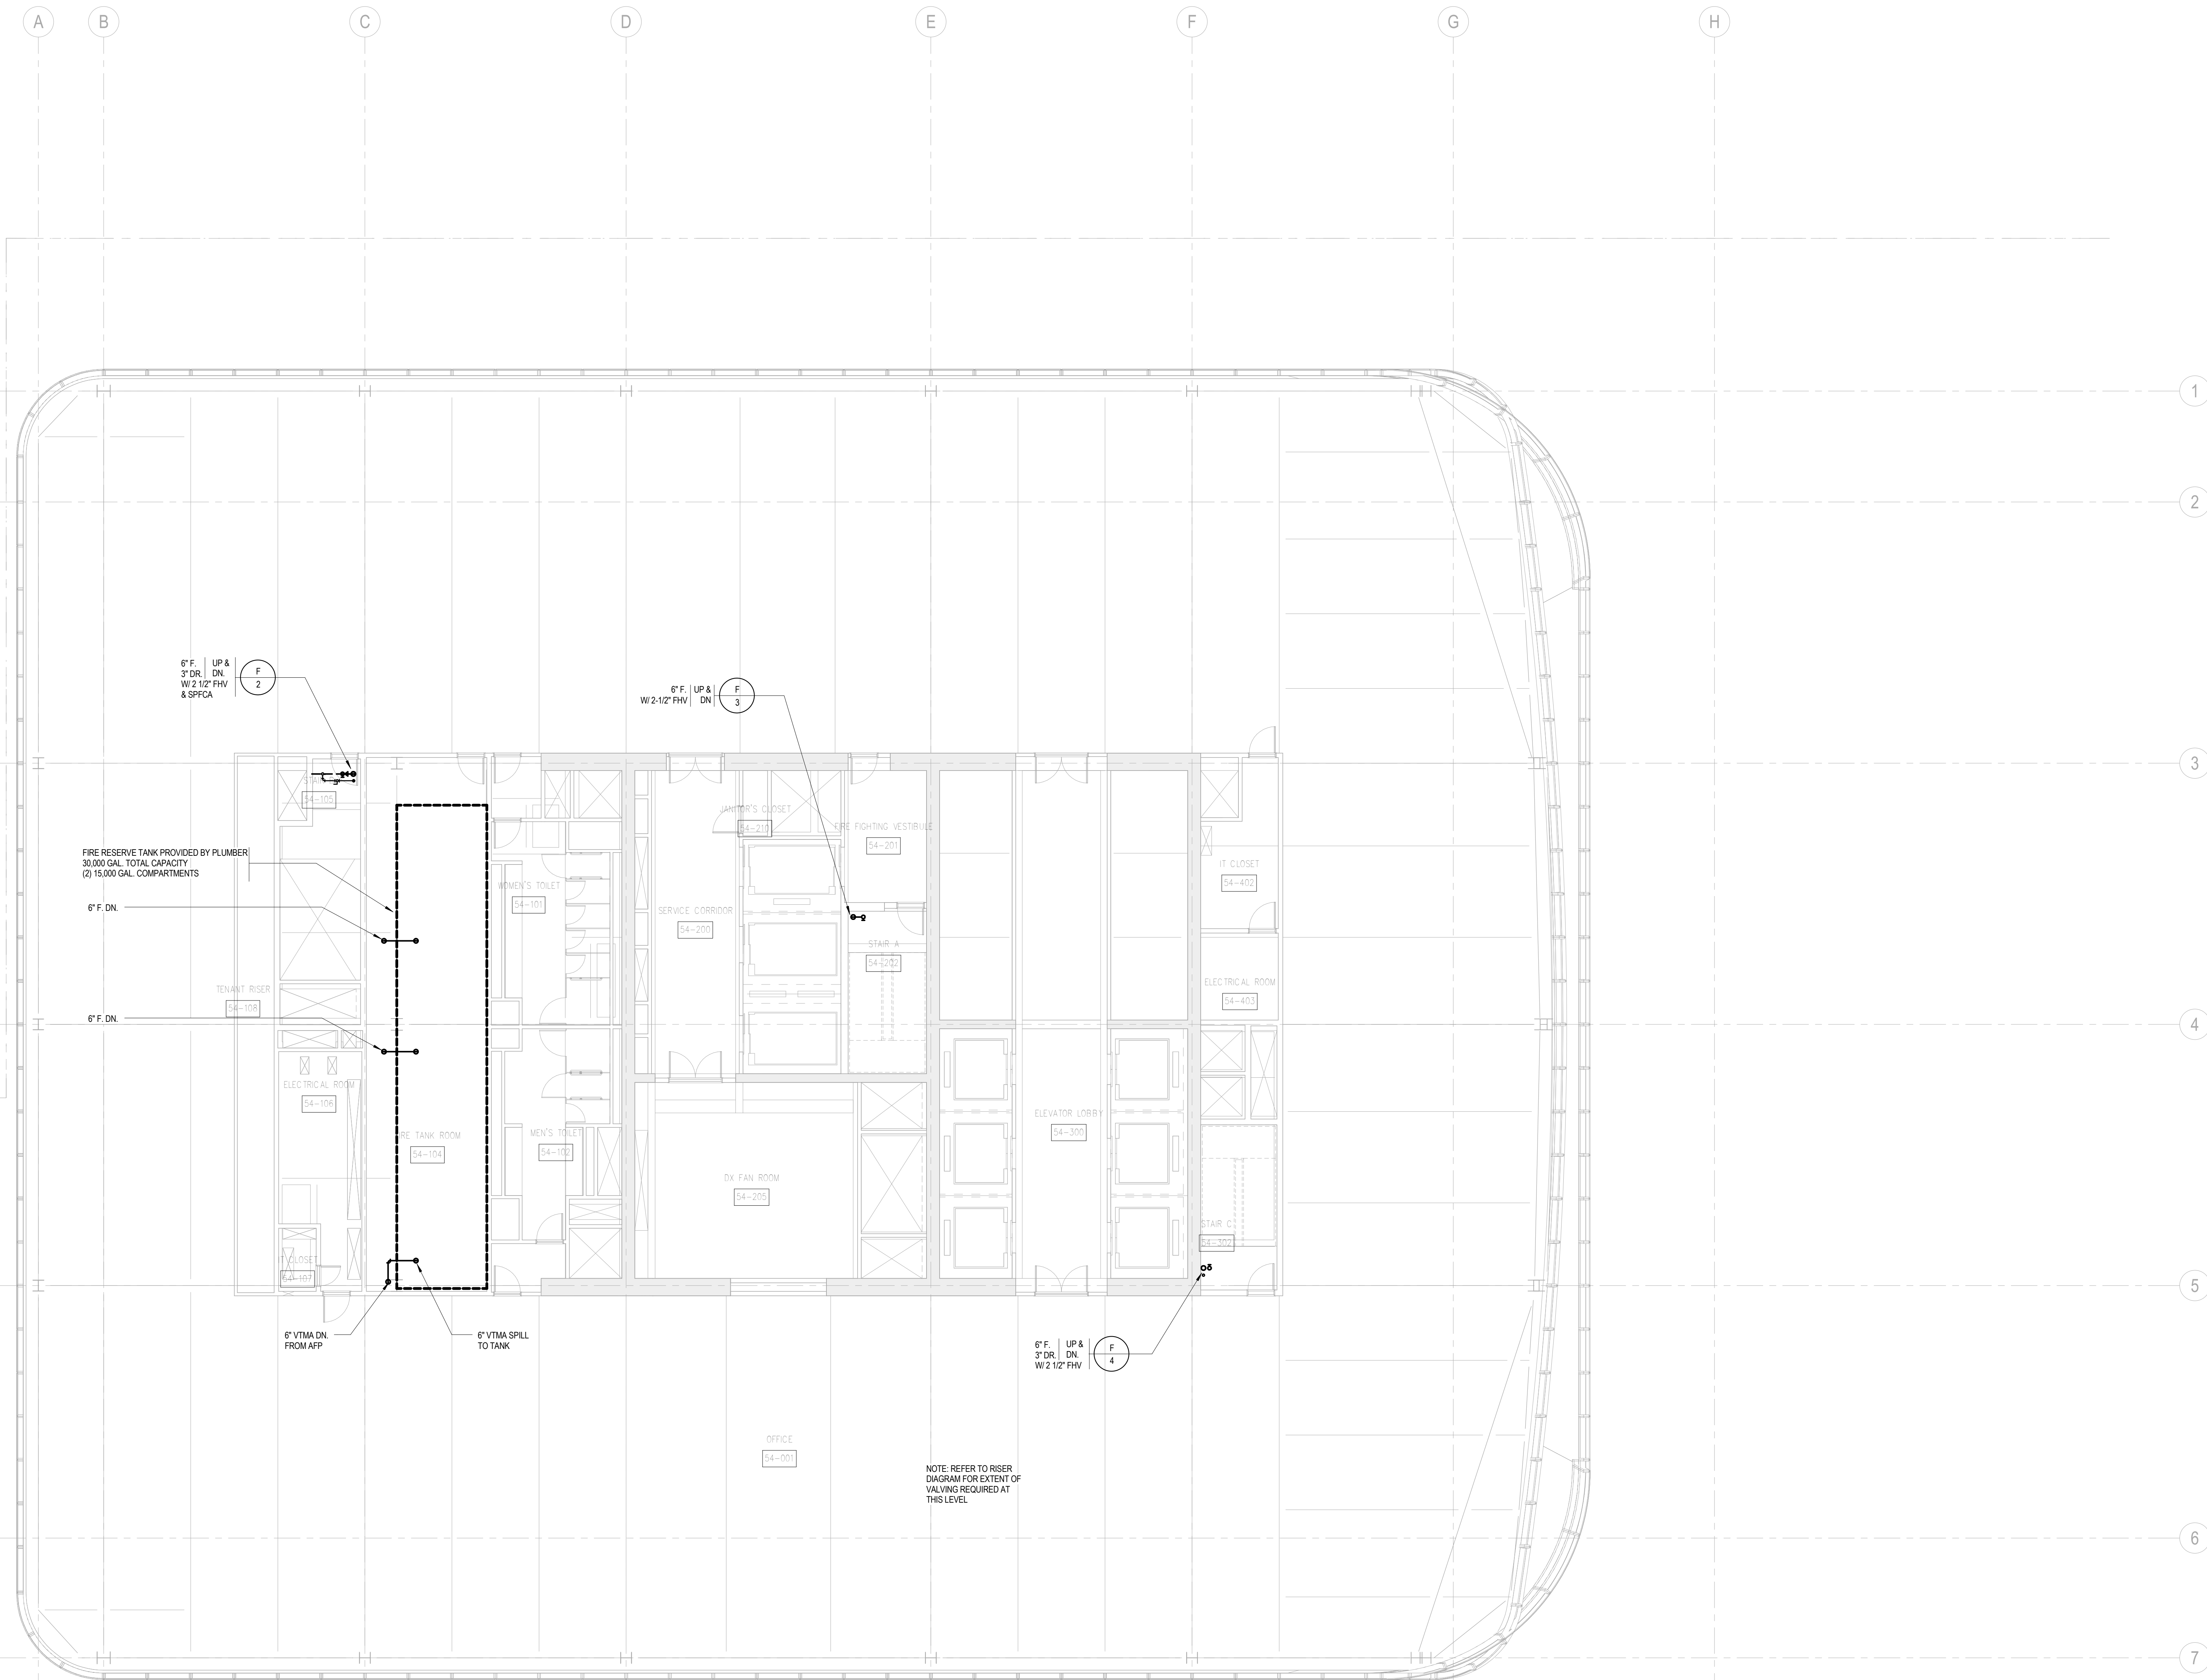 A
B
C
D
E
F
G
H
1
2
3
4
5
6
7
6" F.
3" DR.
UP &
DN.
W/ 2 1/2" FHV
& SPFCA
F
2
6" F.
W/ 2-1/2" FHV
UP &
DN
F
3
54-105
JANITOR'S CLOSET
54-210
FIRE FIGHTING VESTIBULE
54-201
FIRE RESERVE TANK PROVIDED BY PLUMBER
30,000 GAL. TOTAL CAPACITY
(2) 15,000 GAL. COMPARTMENTS
IT CLOSET
54-402
WOMEN'S TOILET
54-101
6" F. DN.
SERVICE CORRIDOR
54-200
STAIR A
54-202
TENANT RISER
54-108
ELECTRICAL ROOM
54-403
6" F. DN.
ELECTRICAL ROOM
54-106
ELEVATOR LOBBY
54-300
FIRE TANK ROOM
54-104
MEN'S TOILET
54-102
DX FAN ROOM
54-205
STAIR C
54-302
IT CLOSET
54-107
6" VTMA DN.
FROM AFP
6" VTMA SPILL
TO TANK
6" F.
3" DR.
UP &
DN.
W/ 2 1/2" FHV
F
4
OFFICE
54-001
NOTE: REFER TO RISER
DIAGRAM FOR EXTENT OF
VALVING REQUIRED AT
THIS LEVEL